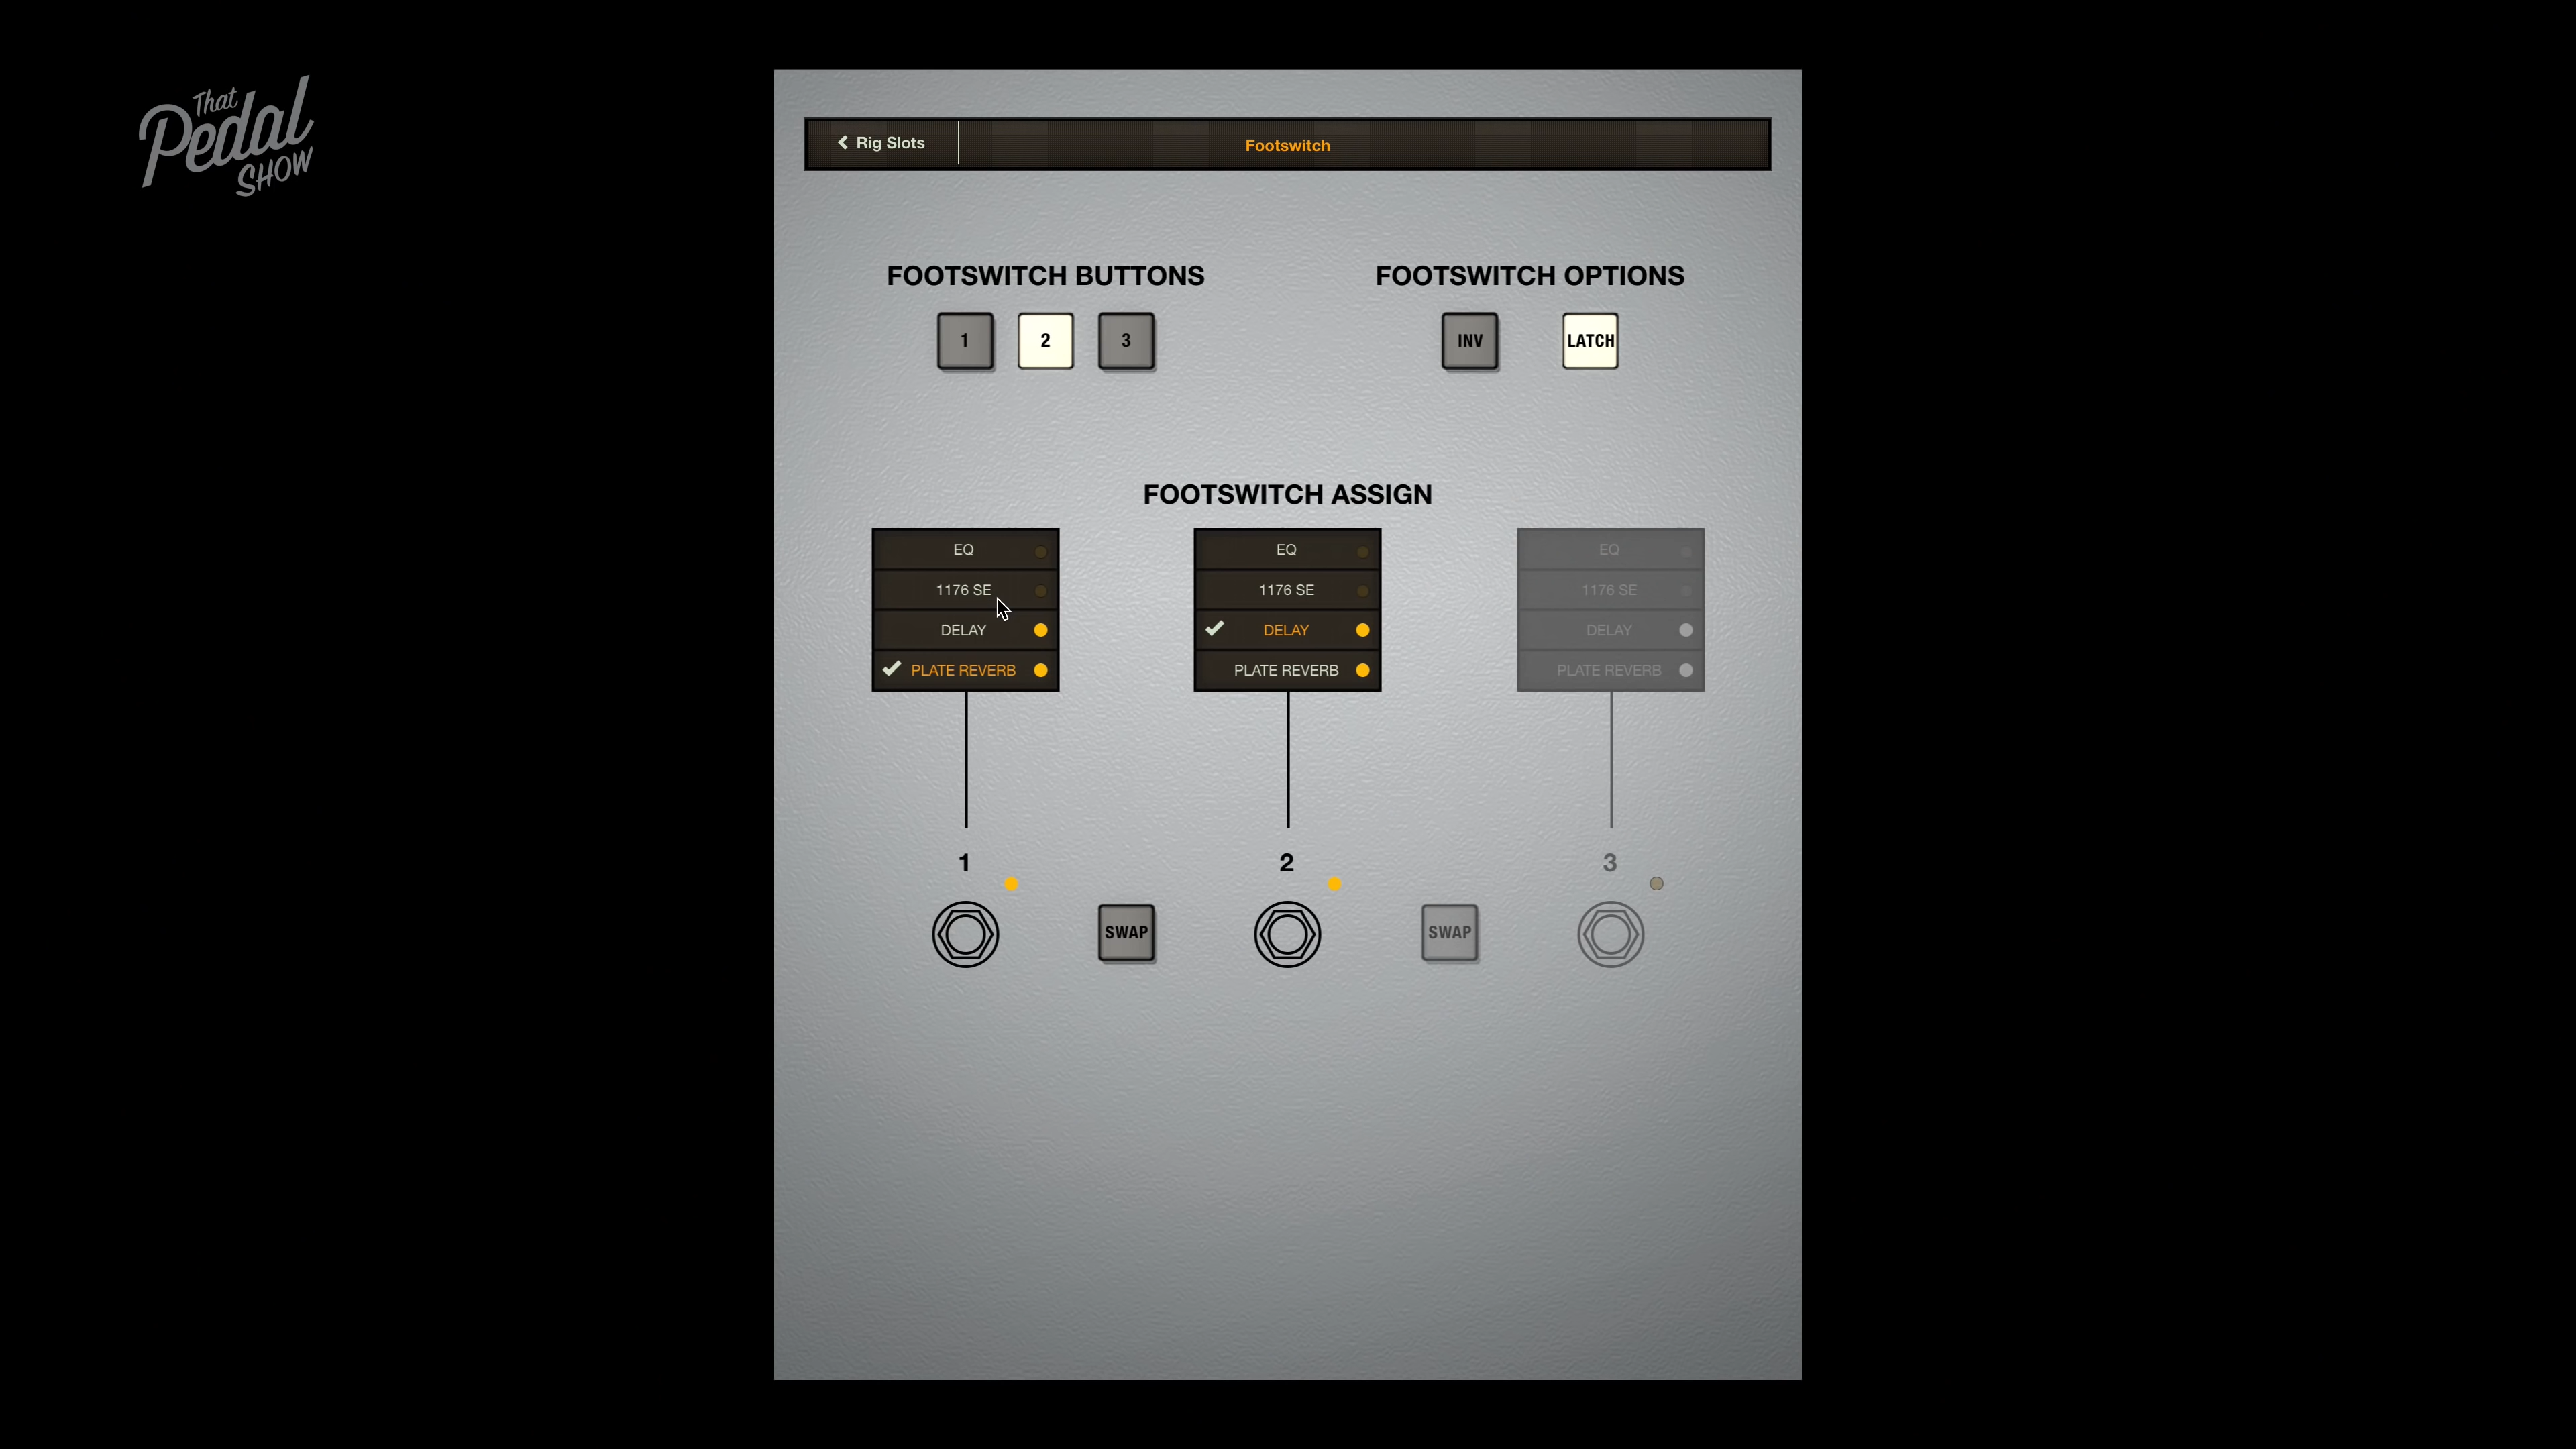 That
Pedal
SHOW
Rig Slots
Footswitch
FOOTSWITCH BUTTONS
FOOTSWITCH OPTIONS
1
2
3
INV
LATCH
FOOTSWITCH ASSIGN
EQ
1176 SE
DELAY
PLATE REVERB
EQ
1176 SE
DELAY
PLATE REVERB
EQ
1176 SE
DELAY
PLATE REVERB
1
2
3
SWAP
SWAP